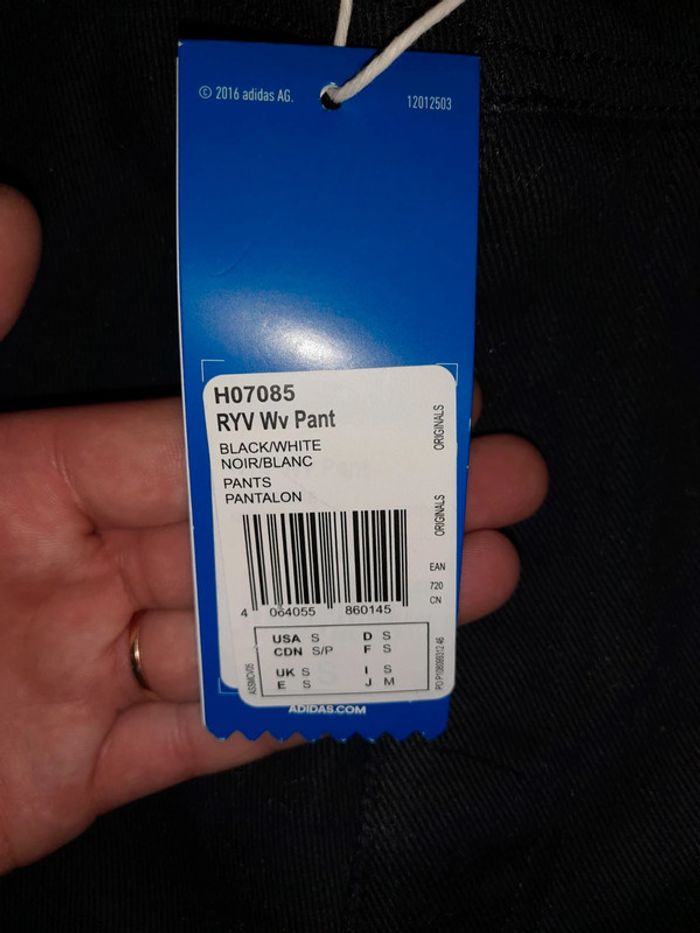 © 2016 adidas AG.
12012503
H07085
RYV Wv Pant
BLACK/WHITE
NOIR/BLANC
PANTS
PANTALON
ORIGINALS
ORIGINALS
EAN
720
CN
4 064055 860145
USA S D S
CDN S/P F S
UK S I S
E S J M
ADIDAS.COM